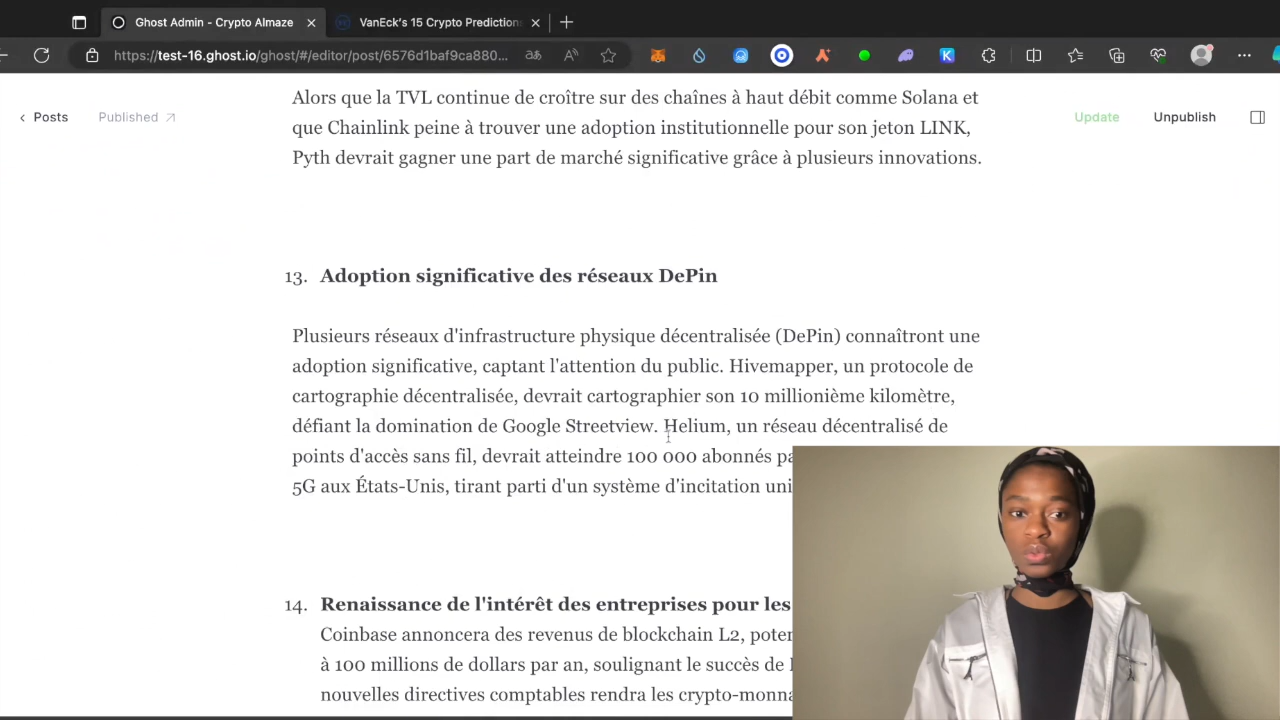 Ghost Admin - Crypto Almaze
VanEck's 15 Crypto Prediction
https://test-16.ghost.io/ghost/#/editor/post/6576d1baf9ca880...
Posts
Published
Update
Unpublish
Alors que la TVL continue de croître sur des chaînes à haut débit comme Solana et
que Chainlink peine à trouver une adoption institutionnelle pour son jeton LINK,
Pyth devrait gagner une part de marché significative grâce à plusieurs innovations.
13. Adoption significative des réseaux DePin
Plusieurs réseaux d'infrastructure physique décentralisée (DePin) connaîtront une
adoption significative, captant l'attention du public. Hivemapper, un protocole de
cartographie décentralisée, devrait cartographier son 10 millionième kilomètre,
défiant la domination de Google Streetview. Helium, un réseau décentralisé de
points d'accès sans fil, devrait atteindre 100 000 abonnés
5G aux États-Unis, tirant parti d'un système d'incitation
14. Renaissance de l'intérêt des entreprises pour les
Coinbase annoncera des revenus de blockchain L2,
à 100 millions de dollars par an, soulignant le succès de
nouvelles directives comptables rendra les